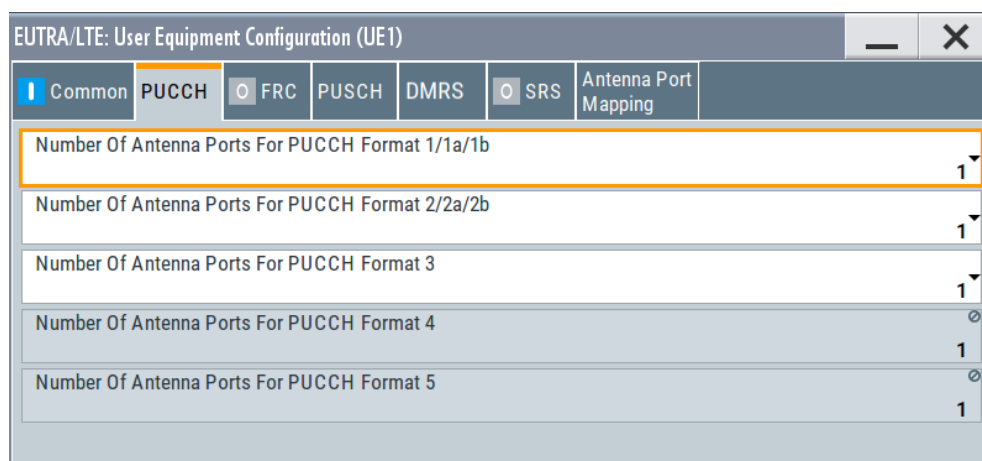 EUTRA/LTE: User Equipment Configuration (UE1)
I Common PUCCH O FRC PUSCH DMRS O SRS Antenna Port
Mapping
Number Of Antenna Ports For PUCCH Format 1/1a/1b
1
Number Of Antenna Ports For PUCCH Format 2/2a/2b
1
Number Of Antenna Ports For PUCCH Format 3
1
Number Of Antenna Ports For PUCCH Format 4
1
Number Of Antenna Ports For PUCCH Format 5
1